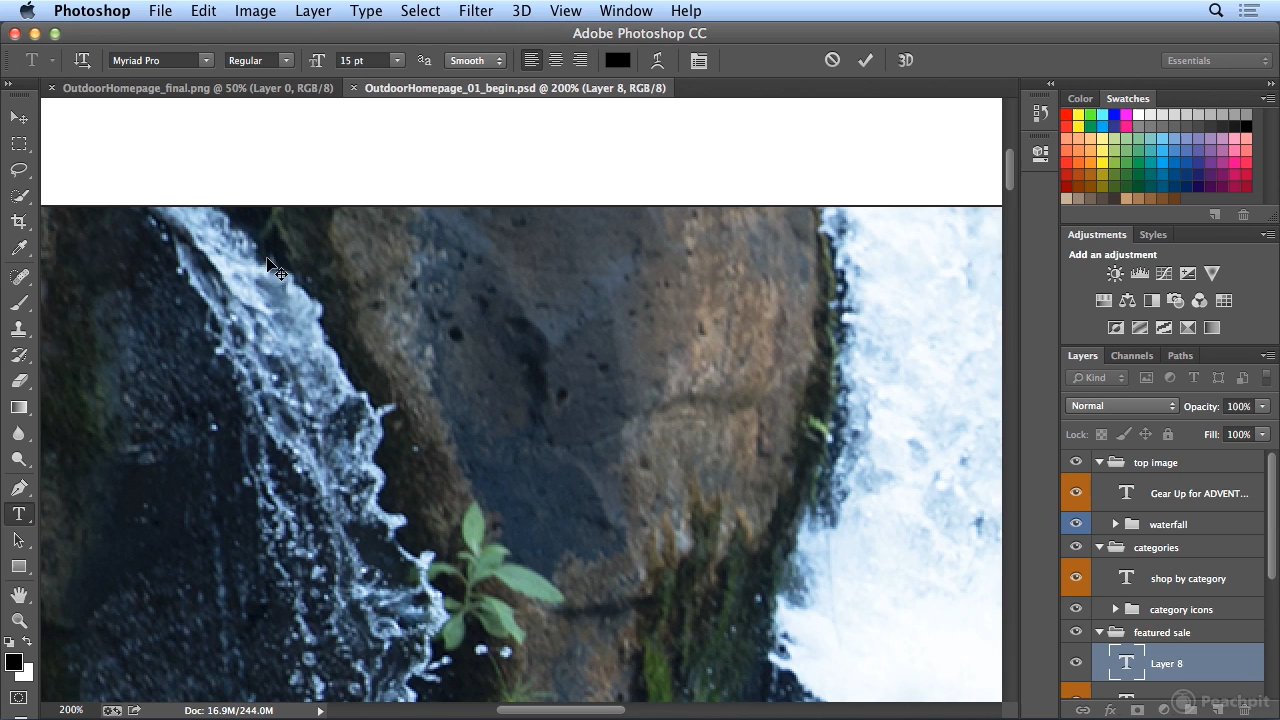 Photoshop File Edit Image Layer Type Select Filter 3D View Window Help
Adobe Photoshop CC
T Myriad Pro Regular 15 pt aa Smooth 3D Essentials
OutdoorHomepage_final.png @ 50% (Layer 0, RGB/8) OutdoorHomepage_01_begin.psd @ 200% (Layer 8, RGB/8)
Color Swatches
Adjustments Styles
Add an adjustment
Layers Channels Paths
Kind
Normal Opacity: 100%
Lock: Fill: 100%
top image
Gear Up for ADVENT...
waterfall
categories
shop by category
category icons
featured sale
Layer 8
200% Doc: 16.9M/244.0M
Peachpit